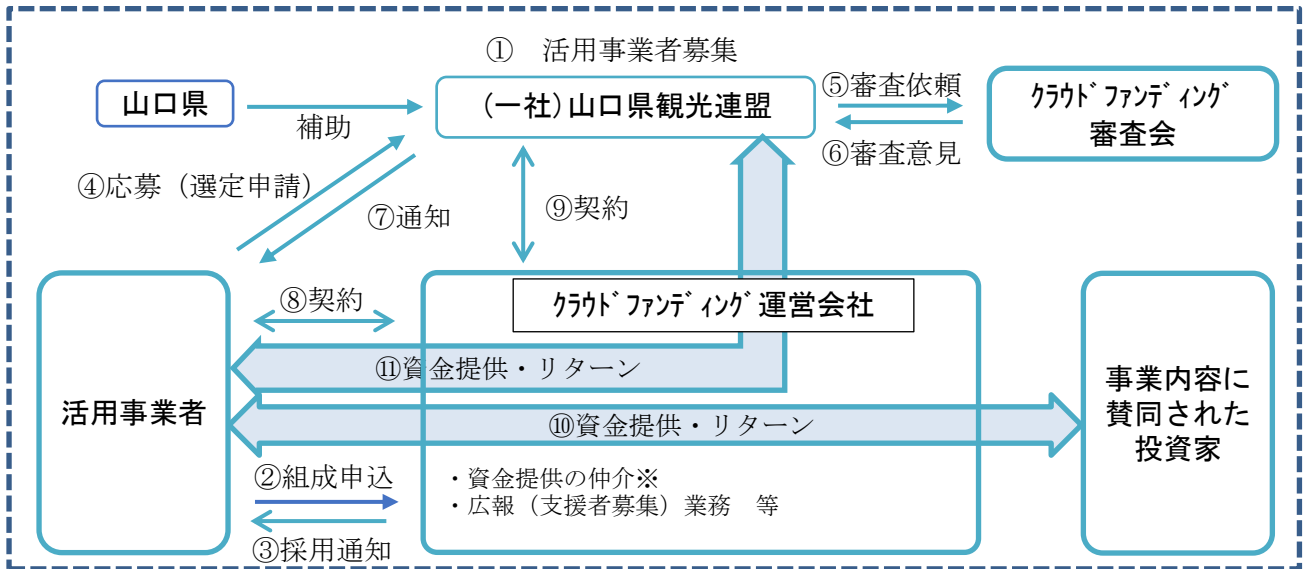 ① 活用事業者募集
山口県
補助
(一社)山口県観光連盟
⑤審査依頼
⑥審査意見
ｸﾗｳﾄﾞﾌｧﾝﾃﾞｨﾝｸﾞ
審査会
④応募（選定申請）
⑦通知
⑨契約
⑧契約
ｸﾗｳﾄﾞﾌｧﾝﾃﾞｨﾝｸﾞ運営会社
⑪資金提供・リターン
活用事業者
⑩資金提供・リターン
事業内容に
賛同された
投資家
②組成申込
③採用通知
・資金提供の仲介※
・広報（支援者募集）業務　等